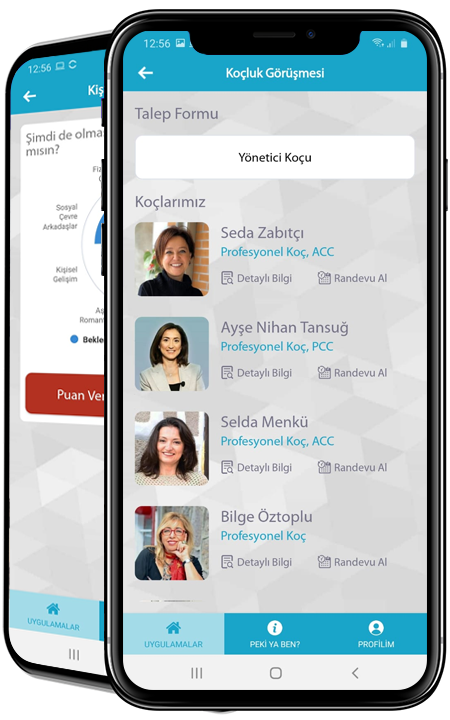 12:56
Kiş
Şimdi de olma
mısın?
Fiz
Sosyal
Çevre
Arkadaşlar
Kişisel
Gelişim
Aş
Roman
Bekle
Puan Ver
UYGULAMALAR
12:56
Koçluk Görüşmesi
Talep Formu
Yönetici Koçu
Koçlarımız
Seda Zabıtçı
Profesyonel Koç, ACC
Detaylı Bilgi Randevu Al
Ayşe Nihan Tansuğ
Profesyonel Koç, PCC
Detaylı Bilgi Randevu Al
Selda Menkü
Profesyonel Koç, ACC
Detaylı Bilgi Randevu Al
Bilge Öztoplu
Profesyonel Koç
Detaylı Bilgi Randevu Al
UYGULAMALAR PEKİ YA BEN? PROFİLİM